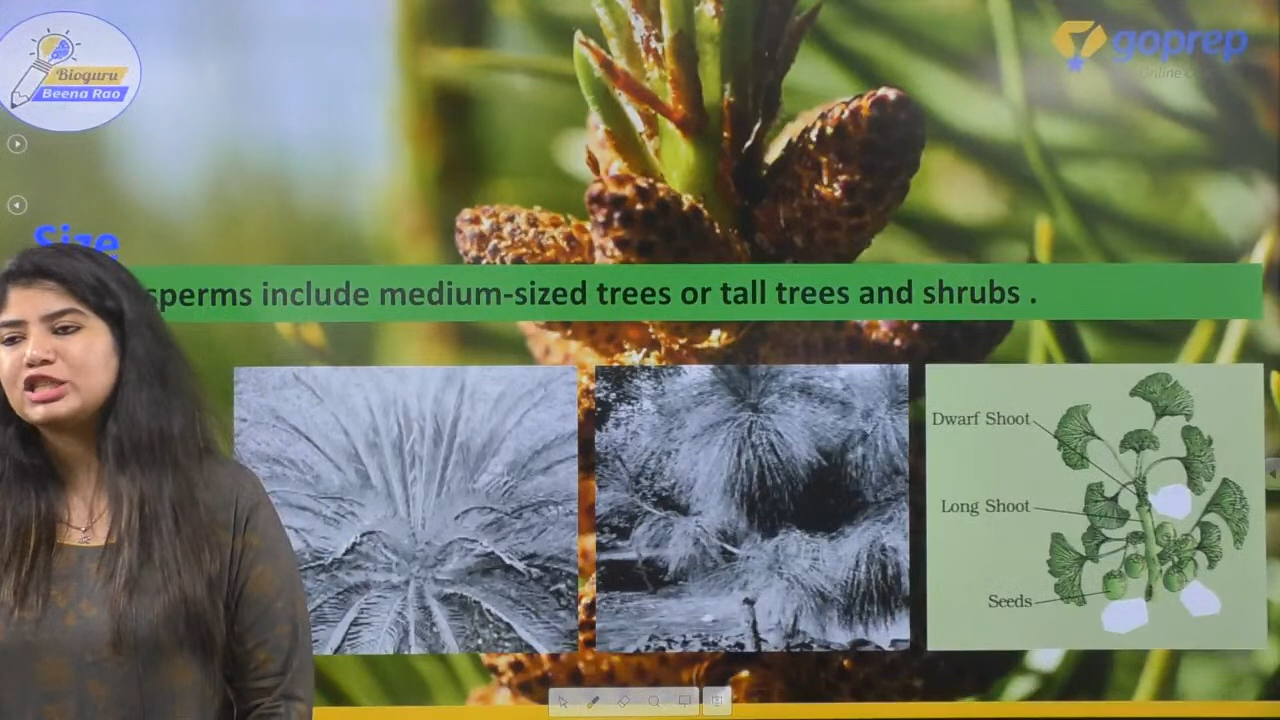 Bioguru
Beena Rao
goprep
Size
sperms include medium-sized trees or tall trees and shrubs .
Dwarf Shoot
Long Shoot
Seeds